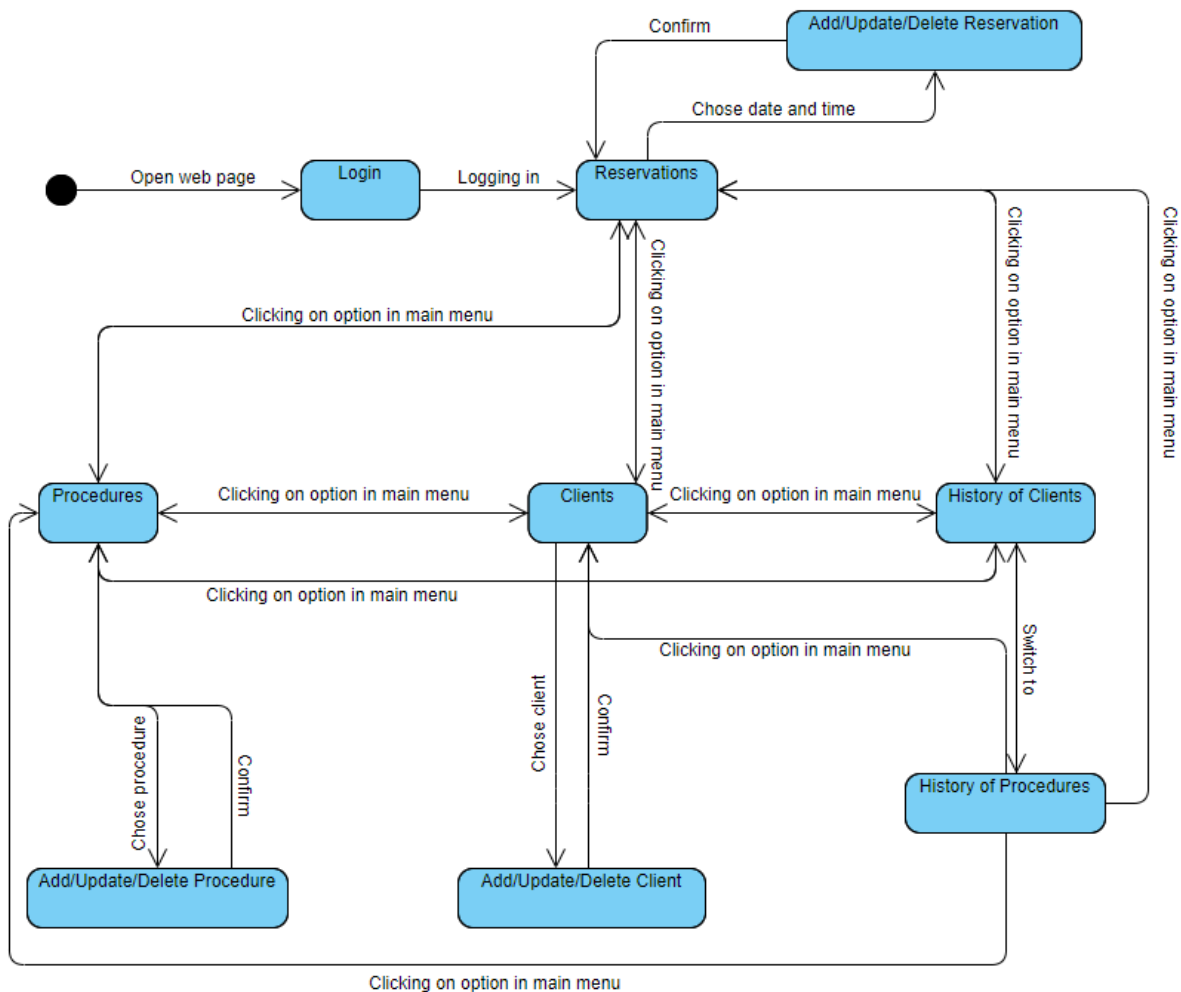 Add/Update/Delete Reservation
Confirm
Chose date and time
Open web page
Login
Logging in
Reservations
Clicking on option in main menu
Clicking on option in main menu
Clicking on option in main menu
Clicking on option in main menu
Procedures
Clicking on option in main menu
Clients
Clicking on option in main menu
History of Clients
Clicking on option in main menu
Clicking on option in main menu
Switch to
Chose procedure
Confirm
Chose client
Confirm
History of Procedures
Add/Update/Delete Procedure
Add/Update/Delete Client
Clicking on option in main menu